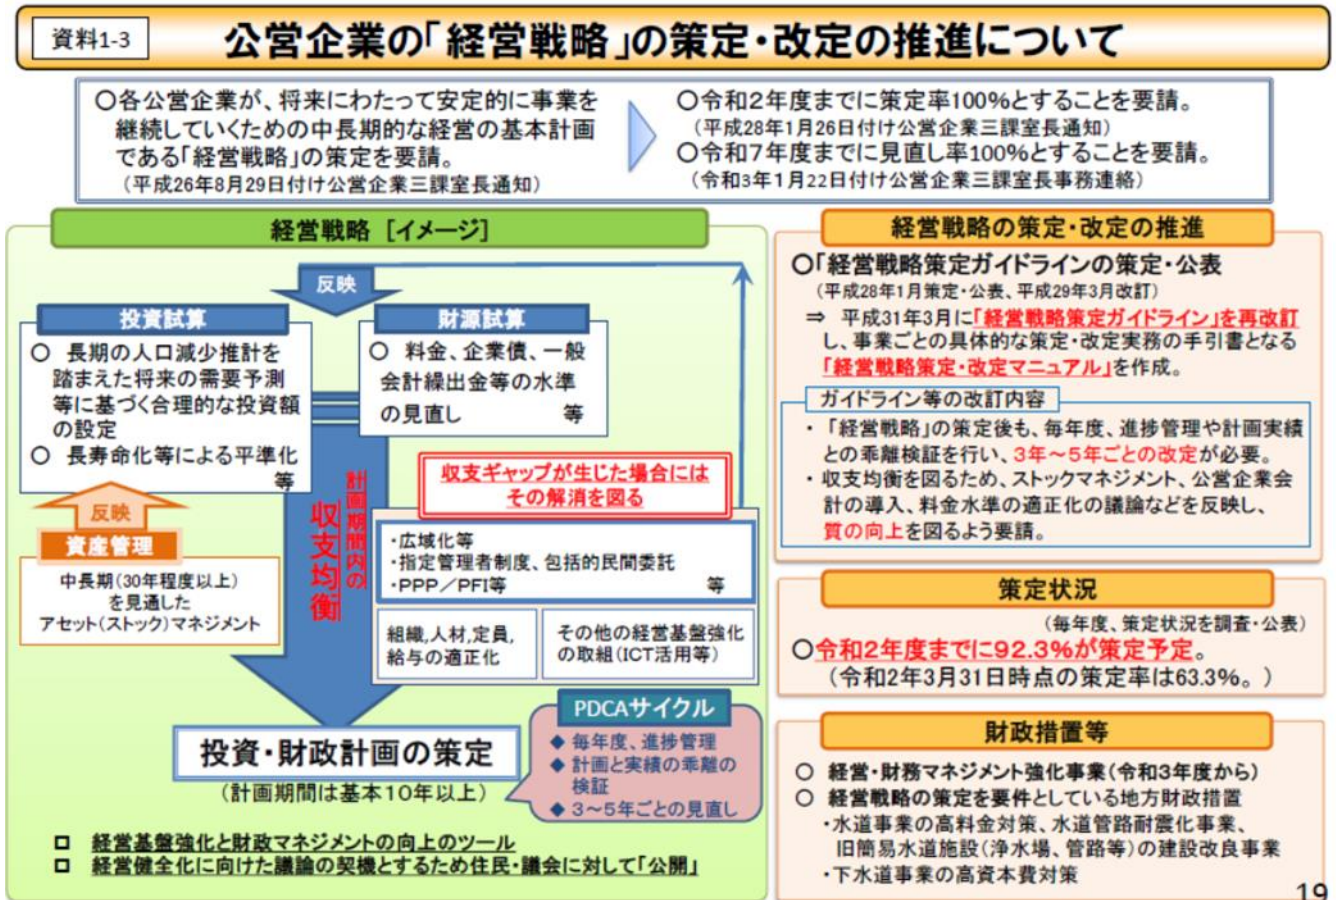 資料1-3
公営企業の「経営戦略」の策定・改定の推進について
○各公営企業が、将来にわたって安定的に事業を
継続していくための中長期的な経営の基本計画
である「経営戦略」の策定を要請。
（平成26年8月29日付け公営企業三課室長通知）
○令和２年度までに策定率100％とすることを要請。
（平成28年1月26日付け公営企業三課室長通知）
○令和７年度までに見直し率100％とすることを要請。
（令和3年1月22日付け公営企業三課室長事務連絡）
経営戦略 [イメージ]
反映
投資試算
○ 長期の人口減少推計を
踏まえた将来の需要予測
等に基づく合理的な投資額
の設定
○ 長寿命化等による平準化
等
財源試算
○ 料金、企業債、一般
会計繰出金等の水準
の見直し 等
反映
資産管理
中長期（30年程度以上）
を見通した
アセット（ストック）マネジメント
計画期間内の
収支均衡
収支ギャップが生じた場合には
その解消を図る
・広域化等
・指定管理者制度、包括的民間委託
・PPP／PFI等 等
組織,人材,定員,
給与の適正化
その他の経営基盤強化
の取組（ICT活用等）
投資・財政計画の策定
（計画期間は基本10年以上）
PDCAサイクル
◆ 毎年度、進捗管理
◆ 計画と実績の乖離の
検証
◆ 3～5年ごとの見直し
□ 経営基盤強化と財政マネジメントの向上のツール
□ 経営健全化に向けた議論の契機とするため住民・議会に対して「公開」
経営戦略の策定・改定の推進
○「経営戦略策定ガイドラインの策定・公表
（平成28年1月策定・公表、平成29年3月改訂）
⇒ 平成31年3月に「経営戦略策定ガイドライン」を再改訂
し、事業ごとの具体的な策定・改定実務の手引書となる
「経営戦略策定・改定マニュアル」を作成。
ガイドライン等の改訂内容
・「経営戦略」の策定後も、毎年度、進捗管理や計画実績
との乖離検証を行い、3年～5年ごとの改定が必要。
・収支均衡を図るため、ストックマネジメント、公営企業会
計の導入、料金水準の適正化の議論などを反映し、
質の向上を図るよう要請。
策定状況
（毎年度、策定状況を調査・公表）
○令和２年度までに92.3％が策定予定。
（令和2年3月31日時点の策定率は63.3％。）
財政措置等
○ 経営・財務マネジメント強化事業（令和３年度から）
○ 経営戦略の策定を要件としている地方財政措置
・水道事業の高料金対策、水道管路耐震化事業、
旧簡易水道施設（浄水場、管路等）の建設改良事業
・下水道事業の高資本費対策
19